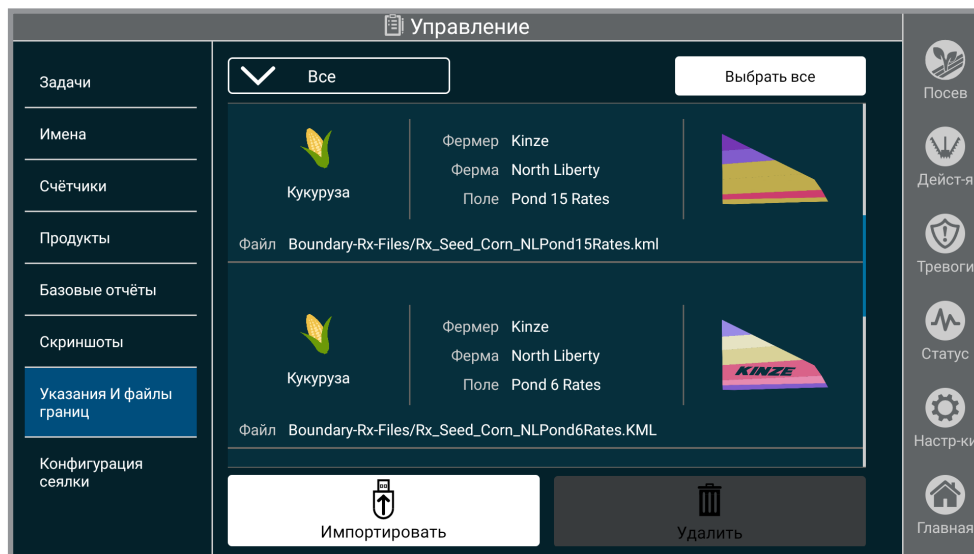 Управление
Задачи
Имена
Счётчики
Продукты
Базовые отчёты
Скриншоты
Указания И файлы
границ
Конфигурация
сеялки
Все
Выбрать все
Кукуруза
Фермер Kinze
Ферма North Liberty
Поле Pond 15 Rates
Файл Boundary-Rx-Files/Rx_Seed_Corn_NLPond15Rates.kml
Кукуруза
Фермер Kinze
Ферма North Liberty
Поле Pond 6 Rates
KINZE
Файл Boundary-Rx-Files/Rx_Seed_Corn_NLPond6Rates.KML
Импортировать
Удалить
Посев
Дейст-я
Тревоги
Статус
Настр-ки
Главная